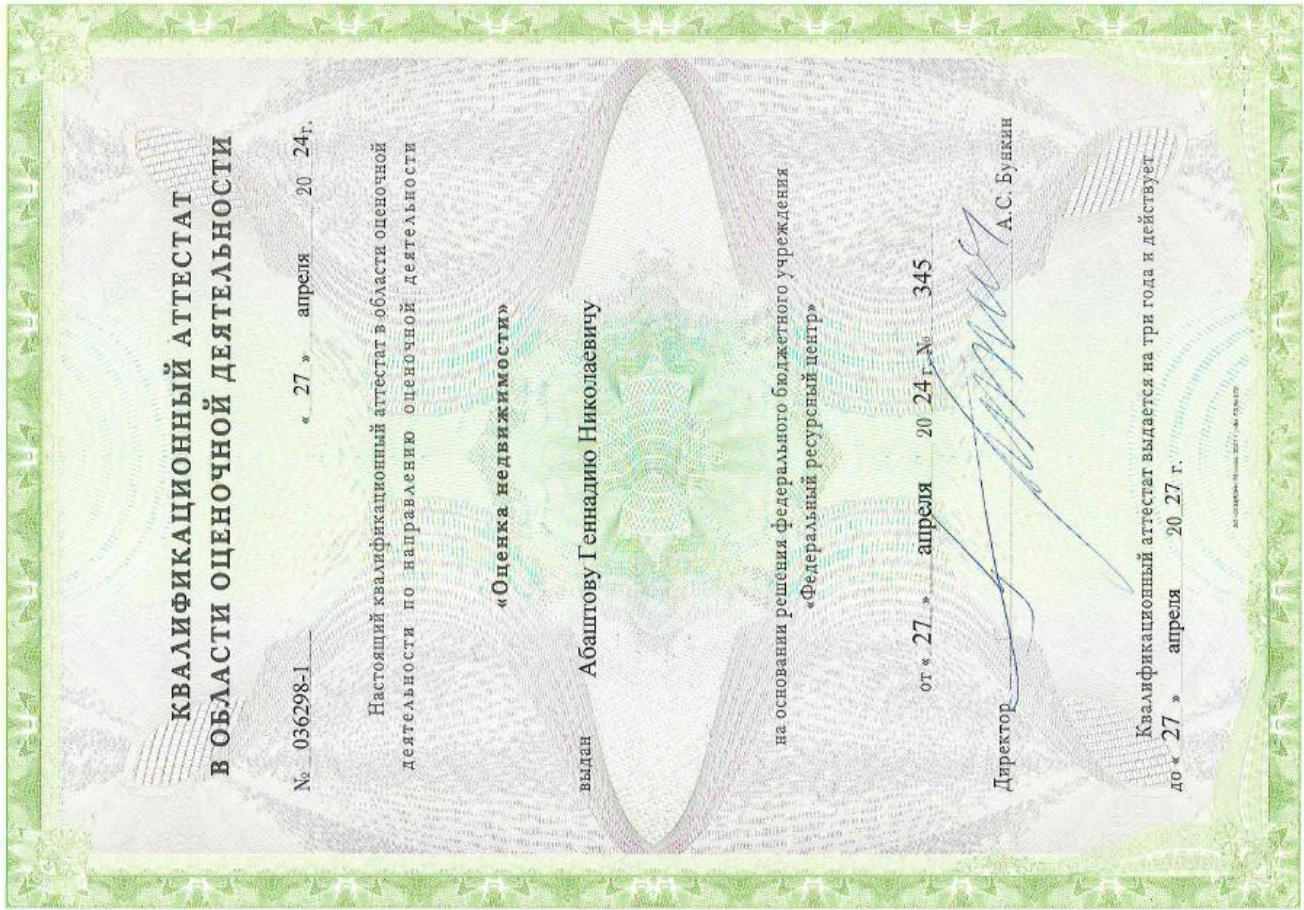 КВАЛИФИКАЦИОННЫЙ АТТЕСТАТ
В ОБЛАСТИ ОЦЕНОЧНОЙ ДЕЯТЕЛЬНОСТИ
№ 036298-1 « 27 » апреля 20 24г.
Настоящий квалификационный аттестат в области оценочной
деятельности по направлению оценочной деятельности
«Оценка недвижимости»
выдан Абаштову Геннадию Николаевичу
на основании решения федерального бюджетного учреждения
«Федеральный ресурсный центр»
от « 27 » апреля 20 24 г. № 345
Директор А.С. Бункин
Квалификационный аттестат выдается на три года и действует
до « 27 » апреля 20 27 г.